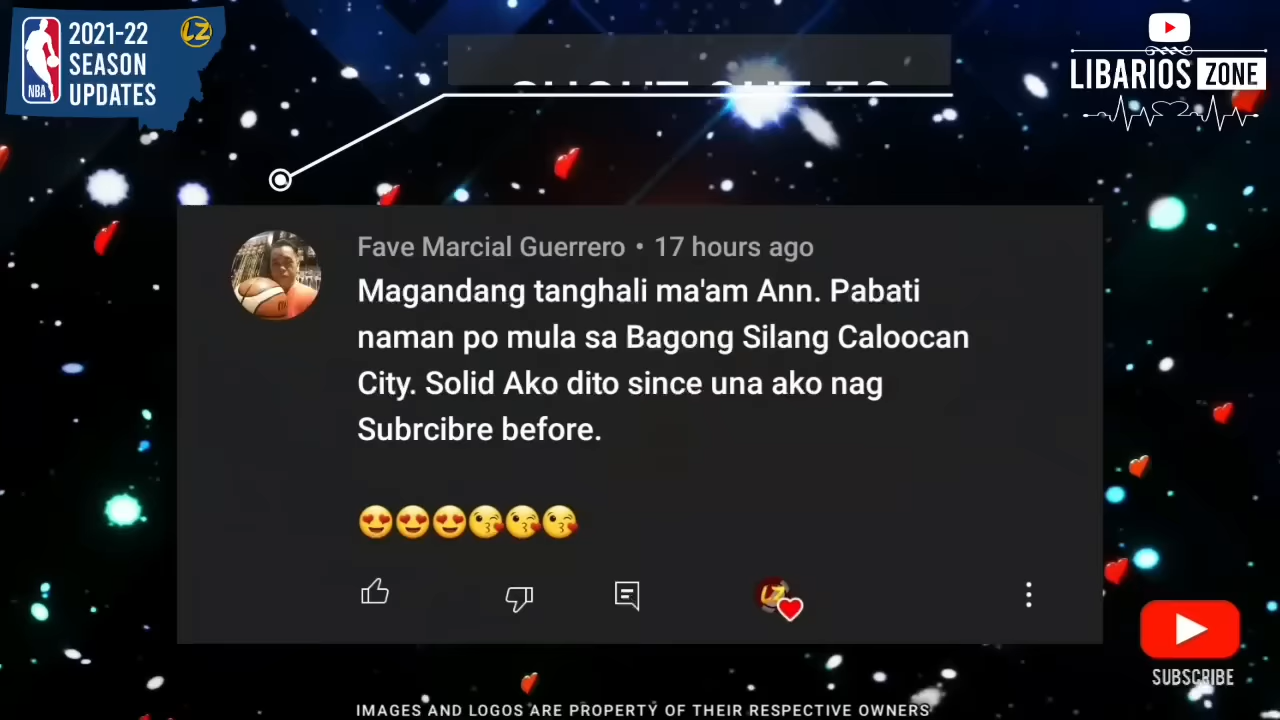 2021-22
SEASON
UPDATES
NBA
LZ
LIBARIOS ZONE
Fave Marcial Guerrero • 17 hours ago
Magandang tanghali ma'am Ann. Pabati
naman po mula sa Bagong Silang Caloocan
City. Solid Ako dito since una ako nag
Subrcibre before.
😍😍😍😘😘😘
LZ
SUBSCRIBE
IMAGES AND LOGOS ARE PROPERTY OF THEIR RESPECTIVE OWNERS